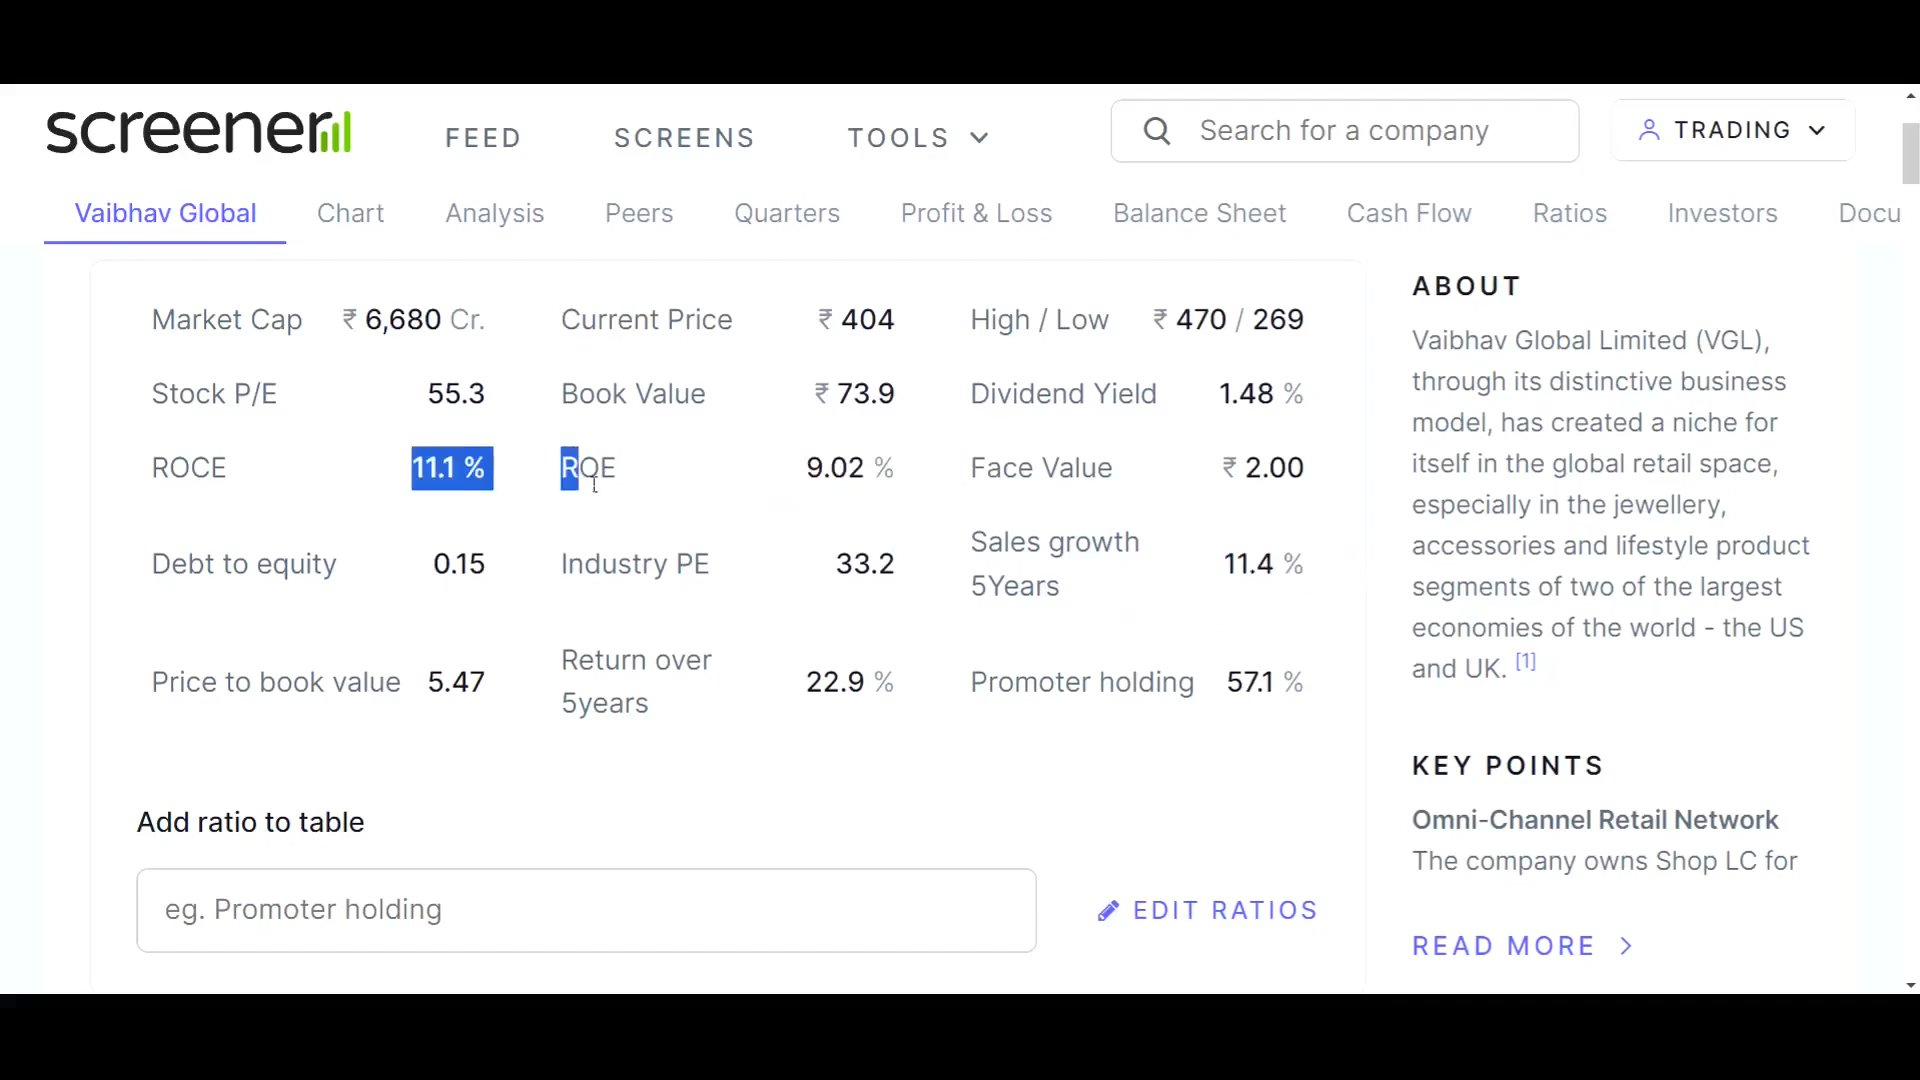 screener
FEED SCREENS TOOLS
Search for a company
TRADING
Vaibhav Global Chart Analysis Peers Quarters Profit & Loss Balance Sheet Cash Flow Ratios Investors Docu
Market Cap ₹ 6,680 Cr. Current Price ₹ 404 High / Low ₹ 470 / 269
Stock P/E 55.3 Book Value ₹ 73.9 Dividend Yield 1.48 %
ROCE 11.1 % ROE 9.02 % Face Value ₹ 2.00
Debt to equity 0.15 Industry PE 33.2 Sales growth 5Years 11.4 %
Price to book value 5.47 Return over 5years 22.9 % Promoter holding 57.1 %
Add ratio to table
eg. Promoter holding
EDIT RATIOS
ABOUT
Vaibhav Global Limited (VGL),
through its distinctive business
model, has created a niche for
itself in the global retail space,
especially in the jewellery,
accessories and lifestyle product
segments of two of the largest
economies of the world - the US
and UK. [1]
KEY POINTS
Omni-Channel Retail Network
The company owns Shop LC for
READ MORE